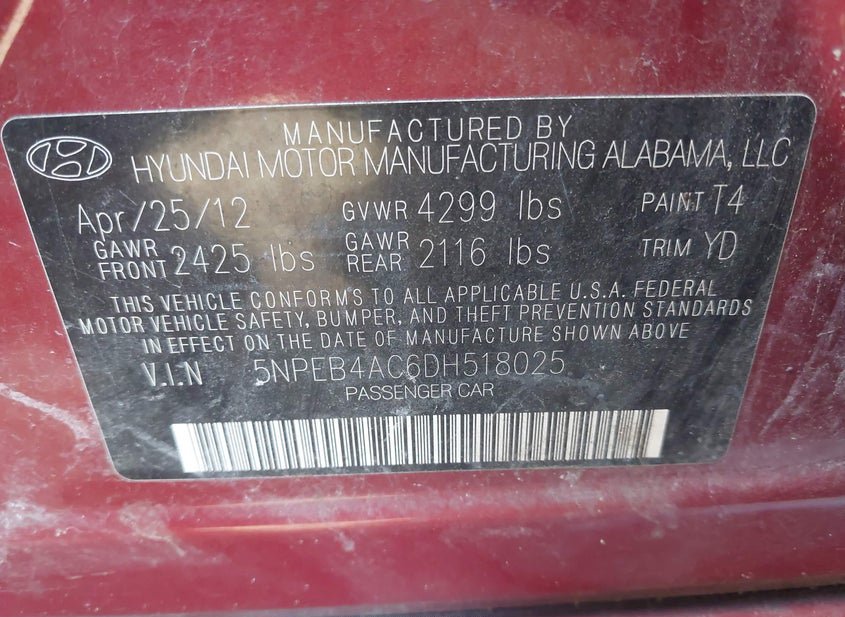 MANUFACTURED BY
HYUNDAI MOTOR MANUFACTURING ALABAMA, LLC
Apr/25/12 GVWR 4299 lbs PAINT T4
GAWR FRONT 2425 lbs GAWR REAR 2116 lbs TRIM YD
THIS VEHICLE CONFORMS TO ALL APPLICABLE U.S.A. FEDERAL
MOTOR VEHICLE SAFETY, BUMPER, AND THEFT PREVENTION STANDARDS
IN EFFECT ON THE DATE OF MANUFACTURE SHOWN ABOVE
V.I.N 5NPEB4AC6DH518025
PASSENGER CAR